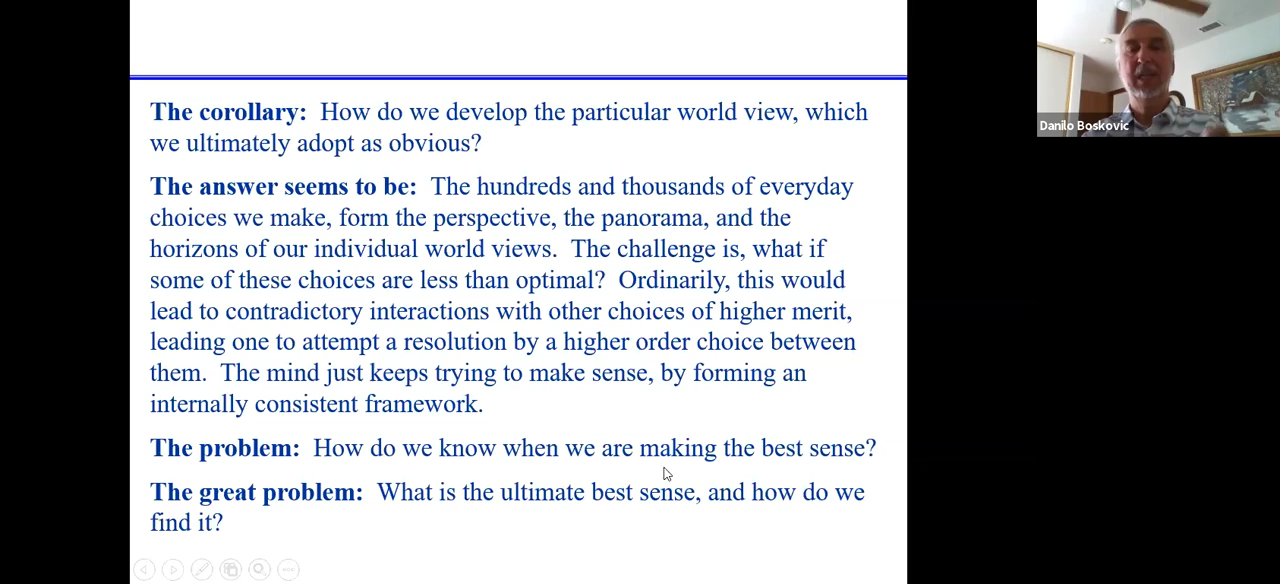 The corollary: How do we develop the particular world view, which
we ultimately adopt as obvious?
The answer seems to be: The hundreds and thousands of everyday
choices we make, form the perspective, the panorama, and the
horizons of our individual world views. The challenge is, what if
some of these choices are less than optimal? Ordinarily, this would
lead to contradictory interactions with other choices of higher merit,
leading one to attempt a resolution by a higher order choice between
them. The mind just keeps trying to make sense, by forming an
internally consistent framework.
The problem: How do we know when we are making the best sense?
The great problem: What is the ultimate best sense, and how do we
find it?
Danilo Boskovic